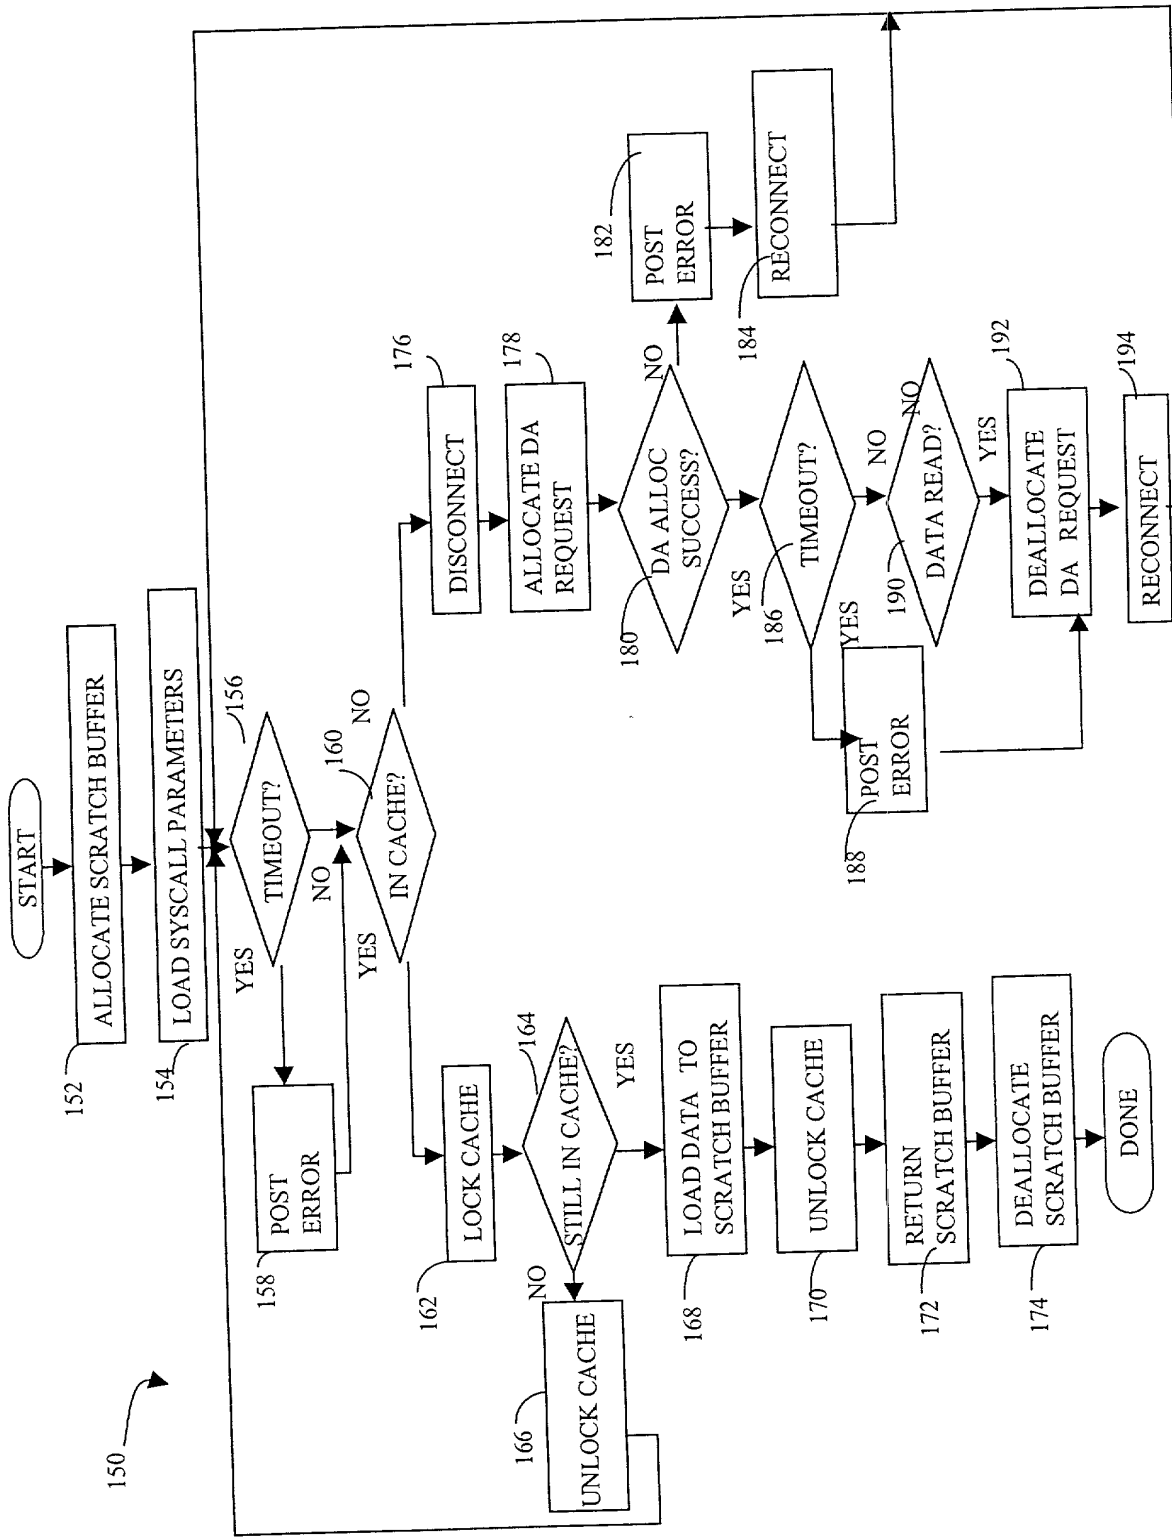 150
START
152
ALLOCATE SCRATCH BUFFER
154
LOAD SYSCALL PARAMETERS
156
TIMEOUT?
YES
NO
158
POST
ERROR
160
IN CACHE?
YES
NO
162
LOCK CACHE
164
STILL IN CACHE?
NO
YES
166
UNLOCK CACHE
168
LOAD DATA TO
SCRATCH BUFFER
170
UNLOCK CACHE
172
RETURN
SCRATCH BUFFER
174
DEALLOCATE
SCRATCH BUFFER
DONE
176
DISCONNECT
178
ALLOCATE DA
REQUEST
180
DA ALLOC
SUCCESS?
NO
YES
182
POST
ERROR
184
RECONNECT
186
TIMEOUT?
YES
NO
188
POST
ERROR
190
DATA READ?
NO
YES
192
DEALLOCATE
DA REQUEST
194
RECONNECT